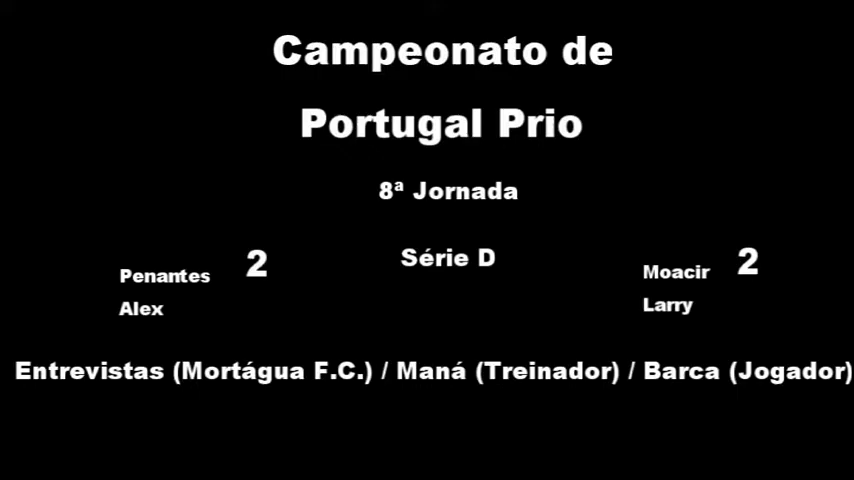 Campeonato de
Portugal Prio
8ª Jornada
Série D
Penantes 2
Alex
Moacir 2
Larry
Entrevistas (Mortágua F.C.) / Maná (Treinador) / Barca (Jogador)